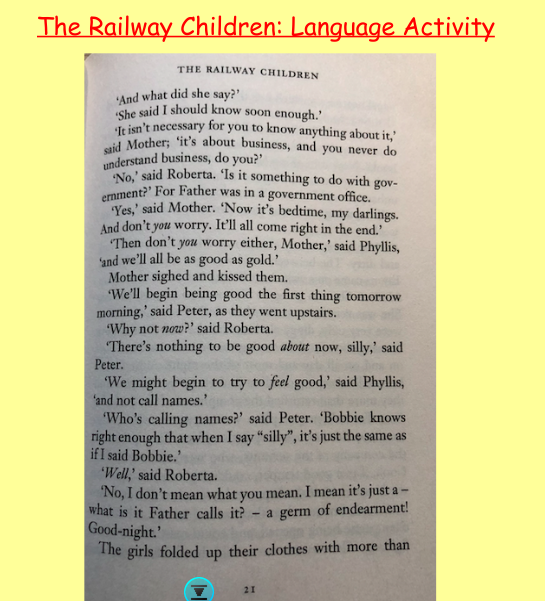 The Railway Children: Language Activity
THE RAILWAY CHILDREN
‘And what did she say?’
‘She said I should know soon enough.’
‘It isn’t necessary for you to know anything about it,’
said Mother; ‘it’s about business, and you never do
understand business, do you?’
‘No,’ said Roberta. ‘Is it something to do with gov-
ernment?’ For Father was in a government office.
‘Yes,’ said Mother. ‘Now it’s bedtime, my darlings.
And don’t you worry. It’ll all come right in the end.’
‘Then don’t you worry either, Mother,’ said Phyllis,
‘and we’ll all be as good as gold.’
Mother sighed and kissed them.
‘We’ll begin being good the first thing tomorrow
morning,’ said Peter, as they went upstairs.
‘Why not now?’ said Roberta.
‘There’s nothing to be good about now, silly,’ said
Peter.
‘We might begin to try to feel good,’ said Phyllis,
‘and not call names.’
‘Who’s calling names?’ said Peter. ‘Bobbie knows
right enough that when I say “silly”, it’s just the same as
if I said Bobbie.’
‘Well,’ said Roberta.
‘No, I don’t mean what you mean. I mean it’s just a –
what is it Father calls it? – a germ of endearment!
Good-night.’
The girls folded up their clothes with more than
21